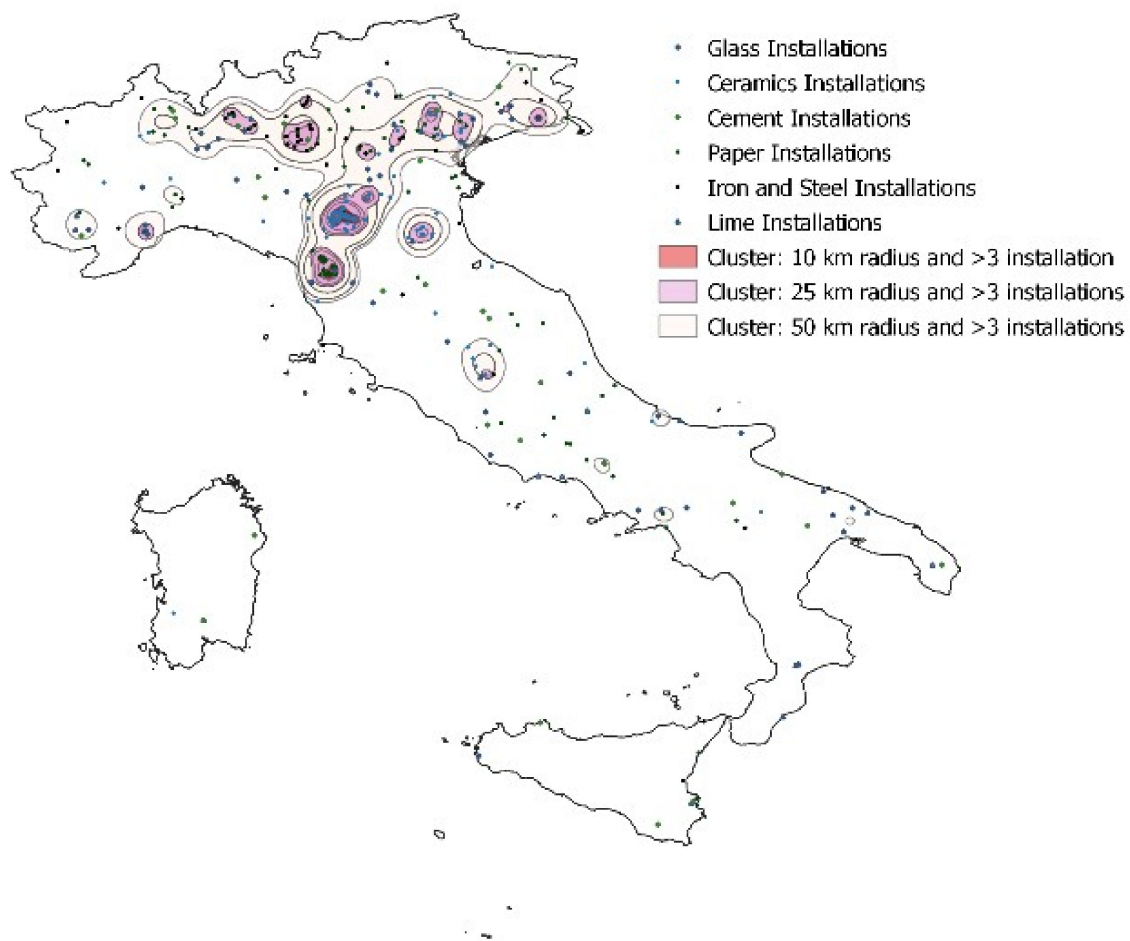 Glass Installations
Ceramics Installations
Cement Installations
Paper Installations
Iron and Steel Installations
Lime Installations
Cluster: 10 km radius and >3 installation
Cluster: 25 km radius and >3 installations
Cluster: 50 km radius and >3 installations